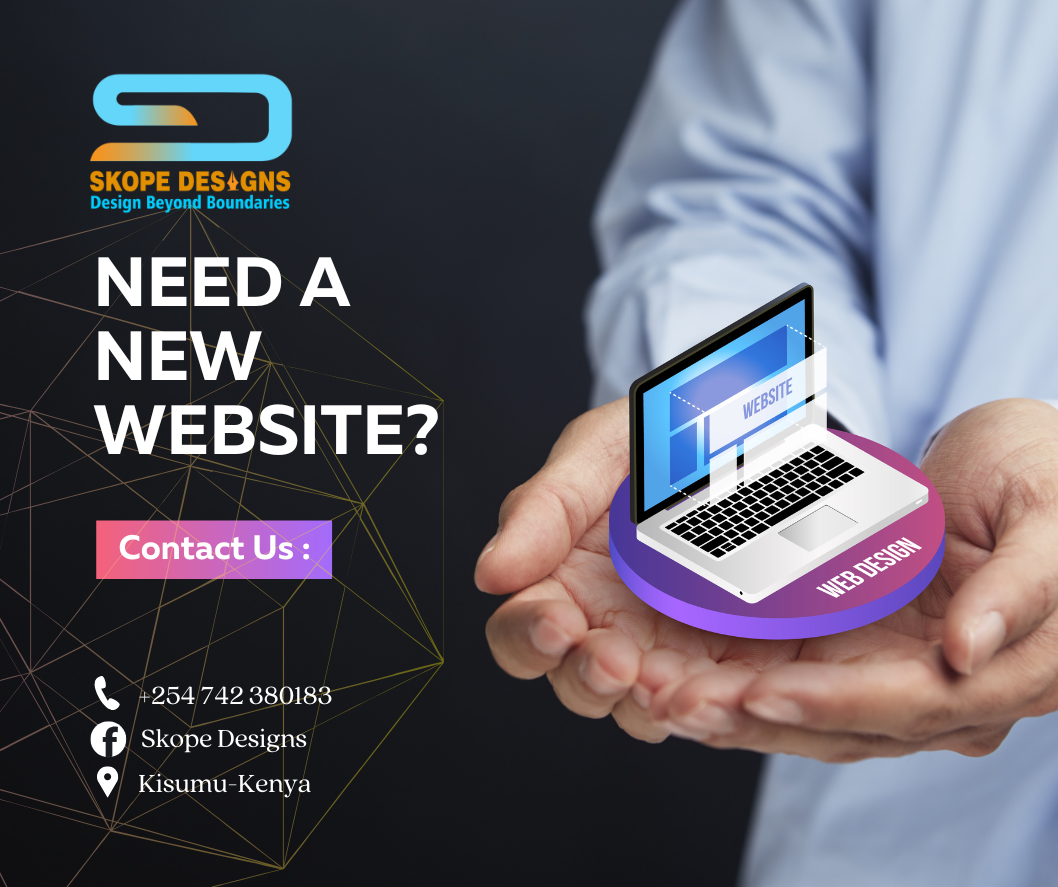 SKOPE DESIGNS
Design Beyond Boundaries
NEED A
NEW
WEBSITE?
Contact Us :
+254 742 380183
Skope Designs
Kisumu-Kenya
WEBSITE
WEB DESIGN